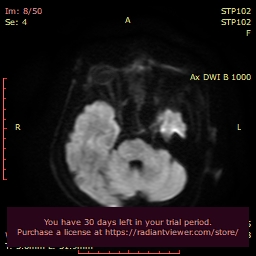 Im: 8/50
Se: 4
STP102
STP102
F
A
Ax DWI B 1000
R
L
You have 30 days left in your trial period.
Purchase a license at https://radiantviewer.com/store/